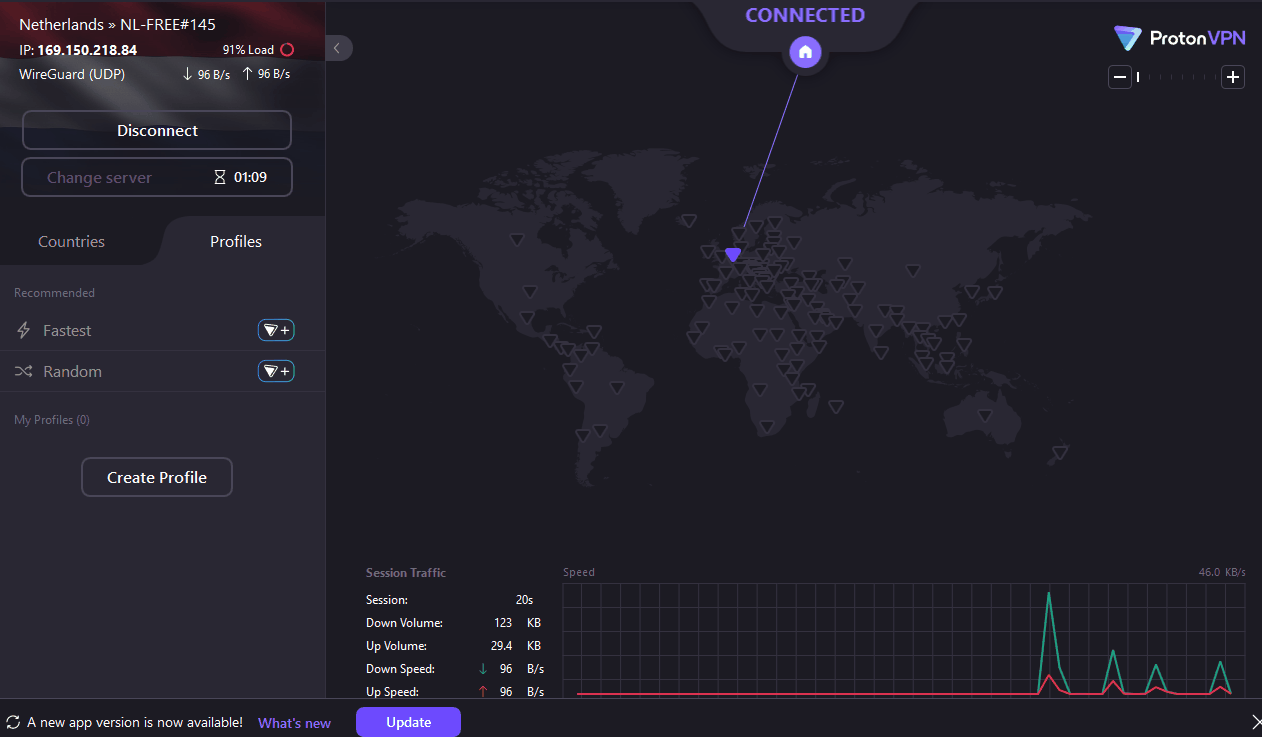 Netherlands » NL-FREE#145
IP: 169.150.218.84
91% Load
WireGuard (UDP)
↓ 96 B/s ↑ 96 B/s
Disconnect
Change server 01:09
Countries
Profiles
Recommended
Fastest
+
Random
+
My Profiles (0)
Create Profile
CONNECTED
ProtonVPN
Session Traffic
Session: 20s
Down Volume: 123 KB
Up Volume: 29.4 KB
Down Speed: ↓ 96 B/s
Up Speed: ↑ 96 B/s
Speed
46.0 KB/s
A new app version is now available! What's new
Update